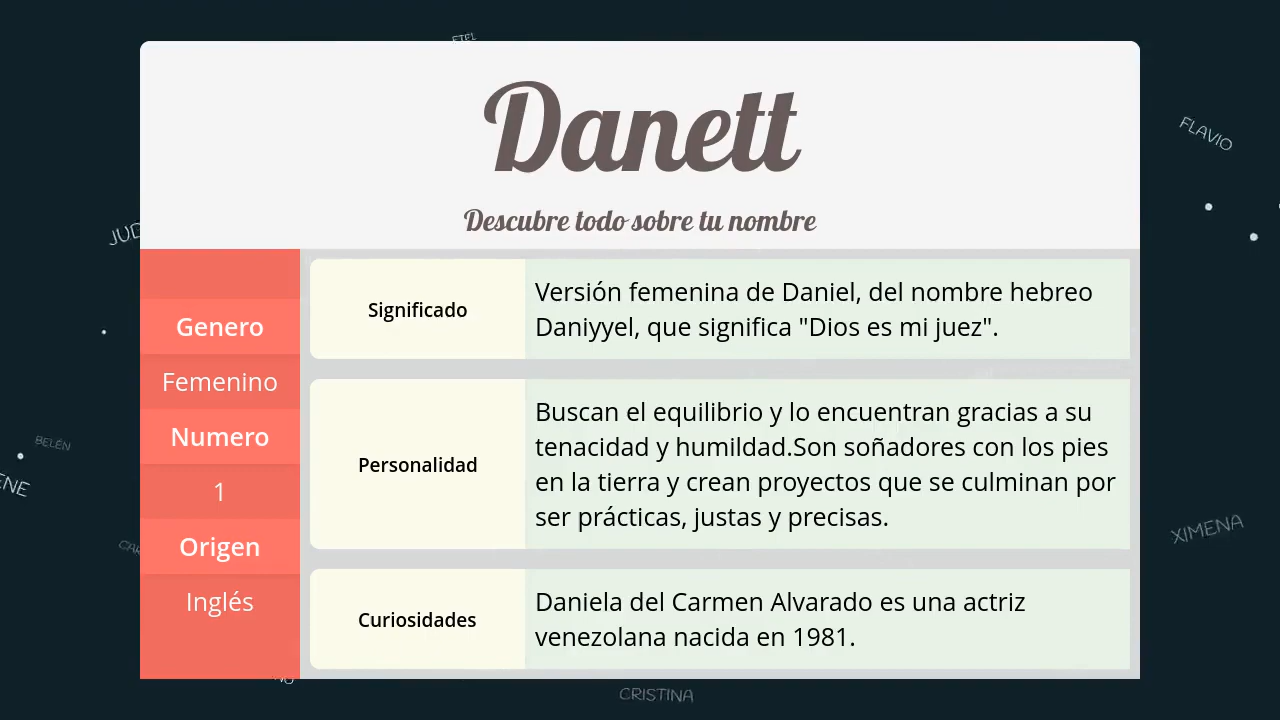 Danett
Descubre todo sobre tu nombre
FLAVIO
JUD
Genero
Femenino
Numero
1
Origen
Inglés
Significado
Versión femenina de Daniel, del nombre hebreo
Daniyyel, que significa "Dios es mi juez".
Personalidad
Buscan el equilibrio y lo encuentran gracias a su
tenacidad y humildad.Son soñadores con los pies
en la tierra y crean proyectos que se culminan por
ser prácticas, justas y precisas.
Curiosidades
Daniela del Carmen Alvarado es una actriz
venezolana nacida en 1981.
BELÉN
ENE
XIMENA
CRISTINA